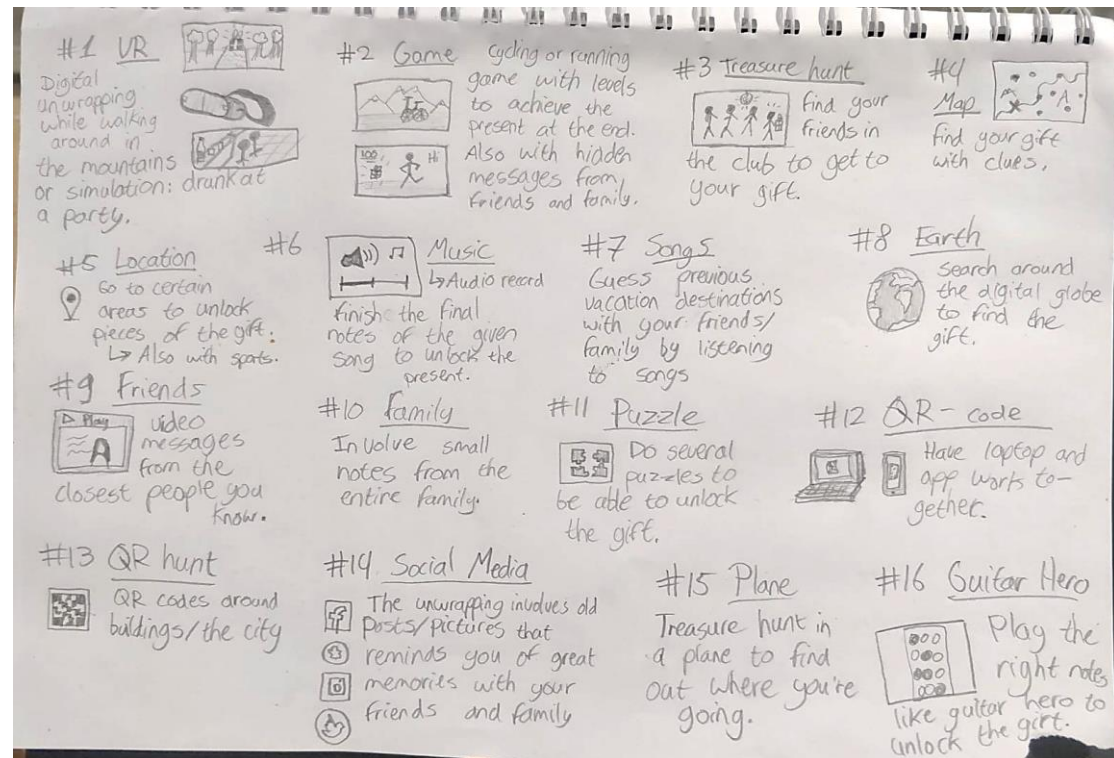 #1 VR
Digital
unwrapping
while walking
around in
the mountains
or simulation: drunk at
a party.
#2 Game
cycling or running
game with levels
to achieve the
present at the end.
Also with hidden
messages from
friends and family.
100
Hi
#3 Treasure hunt
find your
friends in
the club to get to
your gift.
#4
Map
find your gift
with clues.
#5 Location
Go to certain
areas to unlock
pieces of the gift.
↳ Also with spots.
#6
Music
↳ Audio record
finish the final
notes of the given
song to unlock the
present.
#7 Songs
Guess previous
vacation destinations
with your friends/
family by listening
to songs
#8 Earth
Search around
the digital globe
to find the
gift.
#9 Friends
Play
A
video
messages
from the
closest people you
know.
#10 family
Involve small
notes from the
entire family.
#11 Puzzle
Do several
puzzles to
be able to unlock
the gift.
#12 QR-code
Have laptop and
app works to-
gether.
#13 QR hunt
QR codes around
buildings/the city
#14 Social Media
The unwrapping involves old
posts/pictures that
reminds you of great
memories with your
friends and family
#15 Plane
Treasure hunt in
a plane to find
out where you're
going.
#16 Guitar Hero
Play the
right notes
like guitar hero to
unlock the gift.